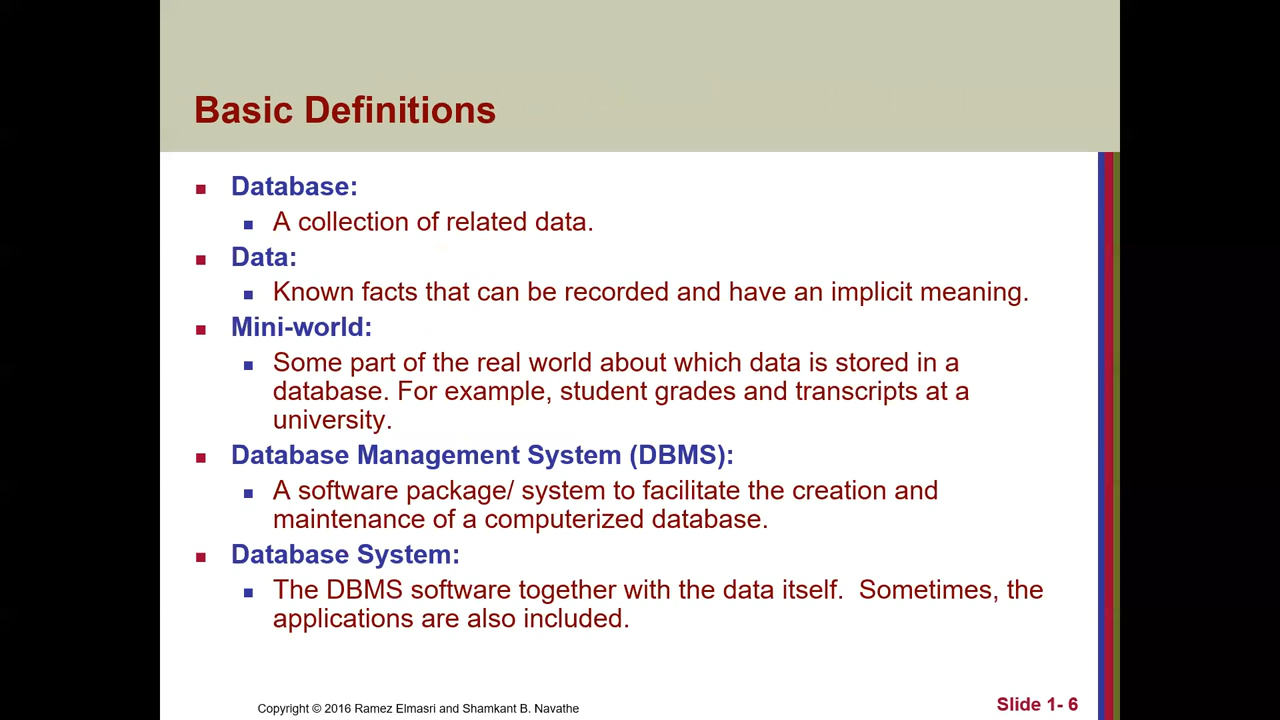 Basic Definitions
Database:
A collection of related data.
Data:
Known facts that can be recorded and have an implicit meaning.
Mini-world:
Some part of the real world about which data is stored in a
database. For example, student grades and transcripts at a
university.
Database Management System (DBMS):
A software package/ system to facilitate the creation and
maintenance of a computerized database.
Database System:
The DBMS software together with the data itself.  Sometimes, the
applications are also included.
Copyright © 2016 Ramez Elmasri and Shamkant B. Navathe
Slide 1- 6